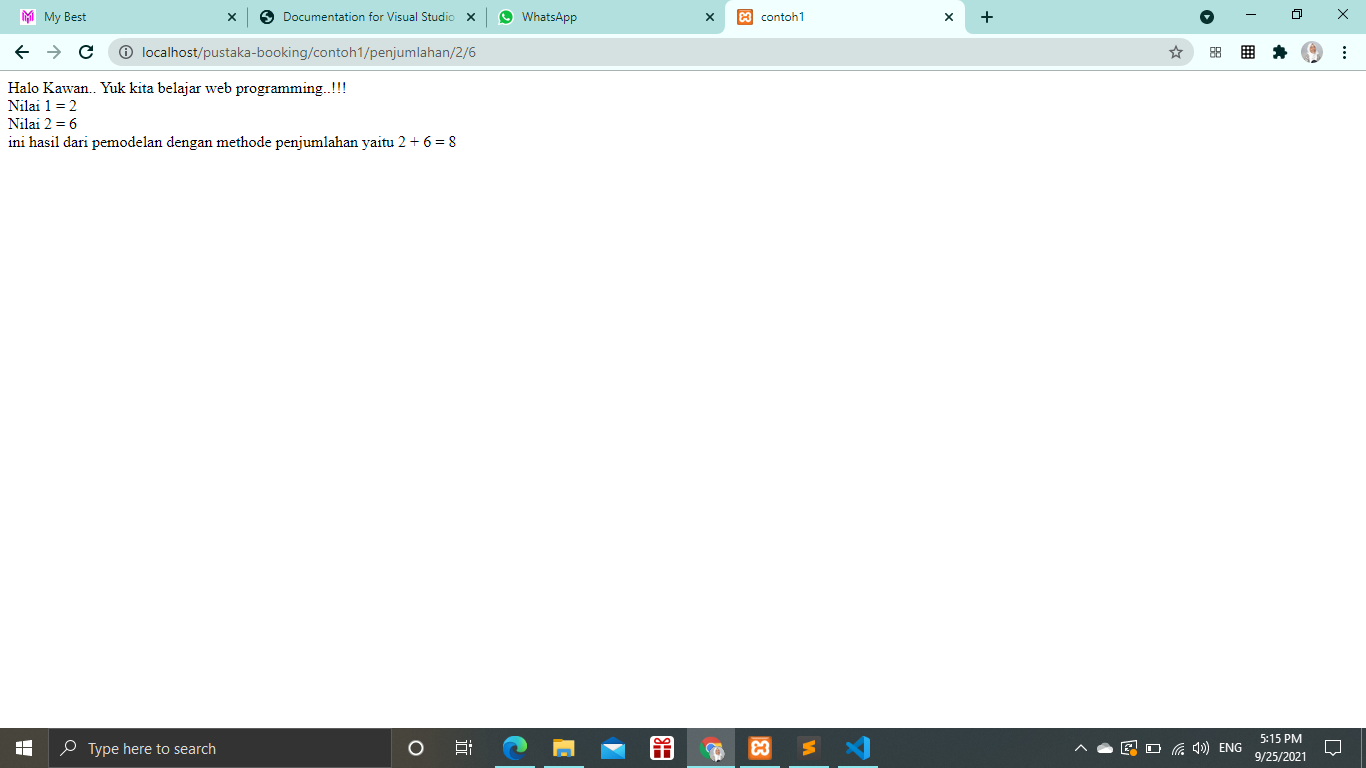 My Best
Documentation for Visual Studio
WhatsApp
contoh1
localhost/pustaka-booking/contoh1/penjumlahan/2/6
Halo Kawan.. Yuk kita belajar web programming..!!!
Nilai 1 = 2
Nilai 2 = 6
ini hasil dari pemodelan dengan methode penjumlahan yaitu 2 + 6 = 8
Type here to search
ENG
5:15 PM
9/25/2021